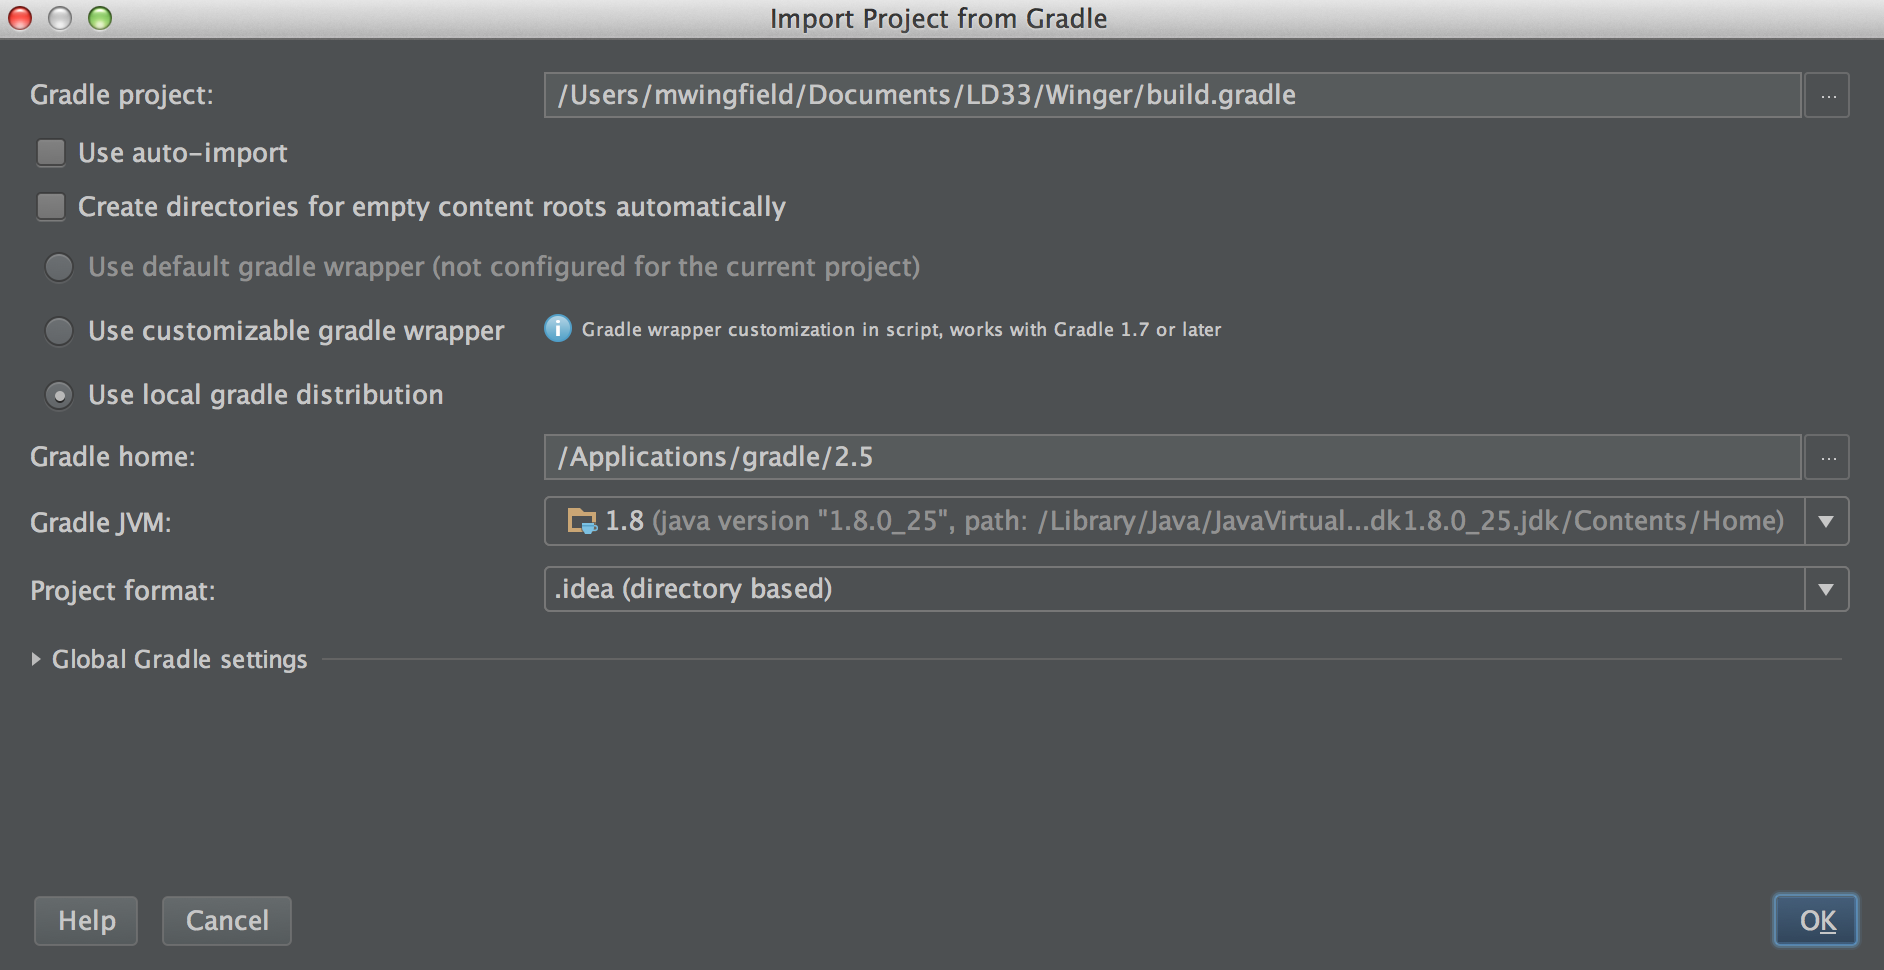 Import Project from Gradle
Gradle project: /Users/mwingfield/Documents/LD33/Winger/build.gradle ...
Use auto-import
Create directories for empty content roots automatically
Use default gradle wrapper (not configured for the current project)
Use customizable gradle wrapper i Gradle wrapper customization in script, works with Gradle 1.7 or later
Use local gradle distribution
Gradle home: /Applications/gradle/2.5 ...
Gradle JVM: 1.8 (java version "1.8.0_25", path: /Library/Java/JavaVirtual...dk1.8.0_25.jdk/Contents/Home)
Project format: .idea (directory based)
Global Gradle settings
Help Cancel OK